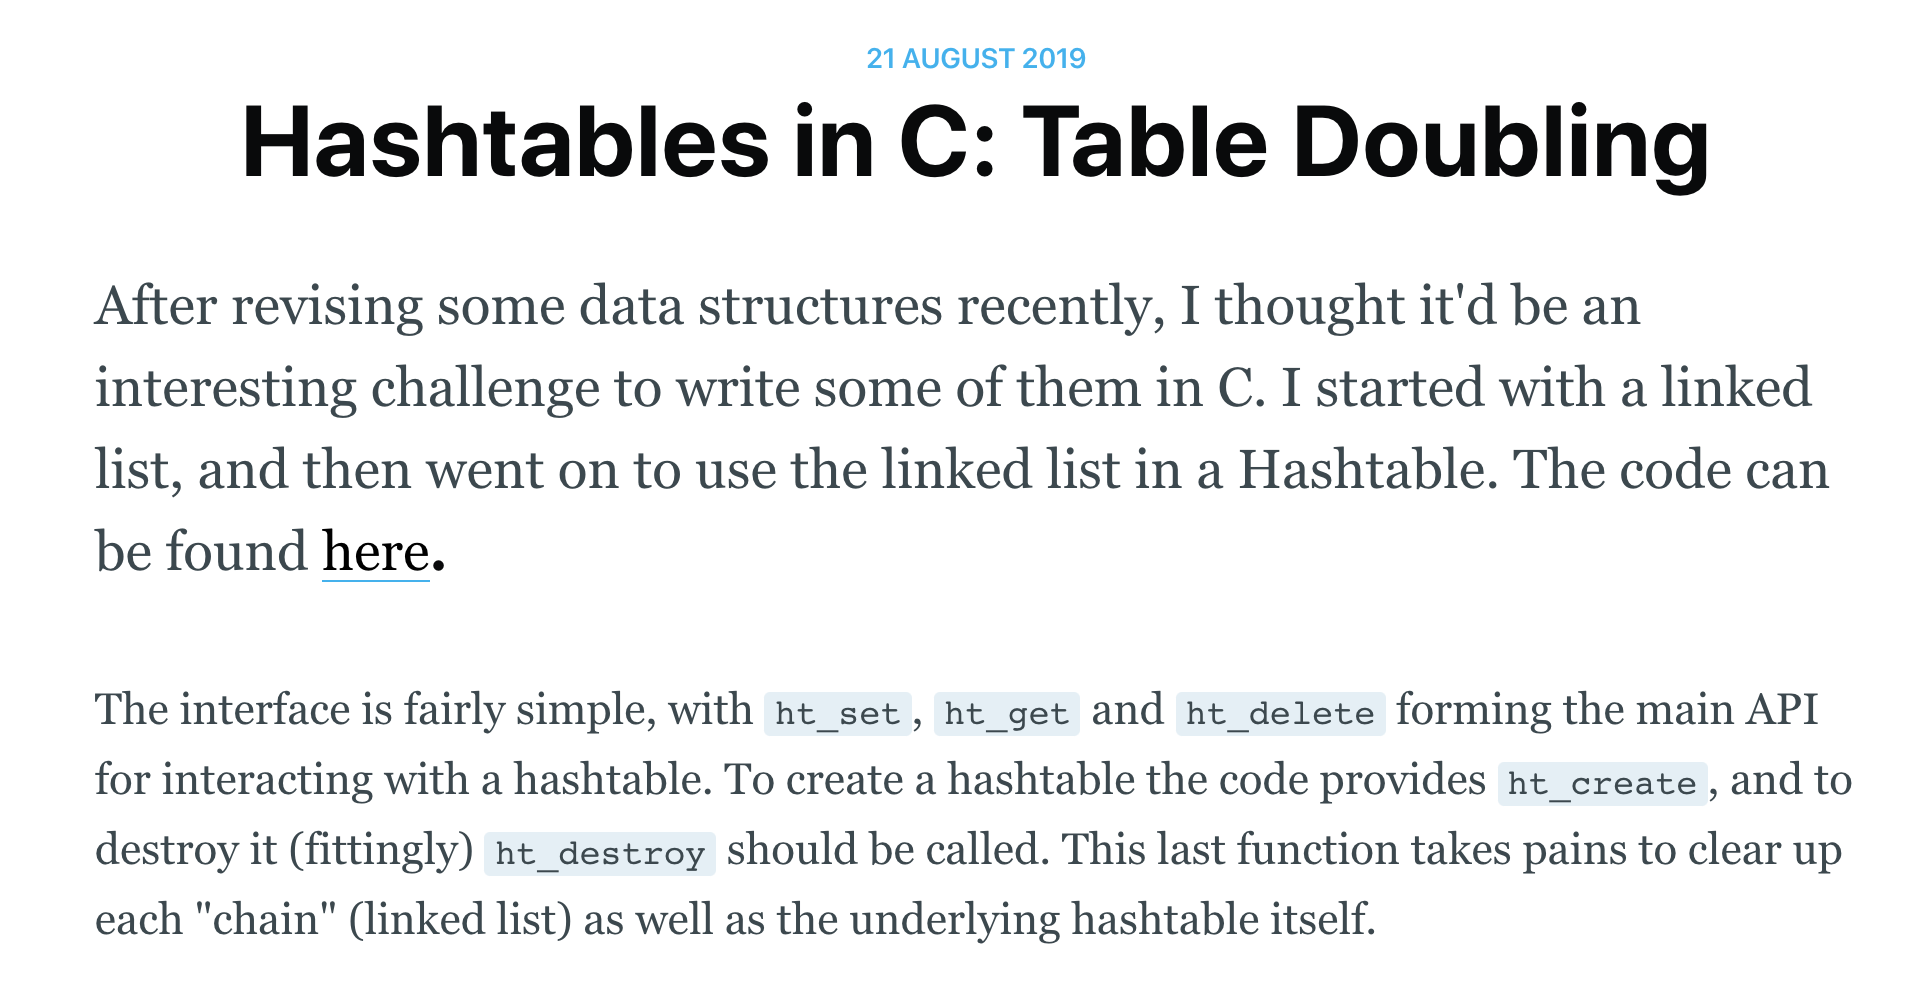 21 AUGUST 2019
Hashtables in C: Table Doubling
After revising some data structures recently, I thought it'd be an
interesting challenge to write some of them in C. I started with a linked
list, and then went on to use the linked list in a Hashtable. The code can
be found here.
The interface is fairly simple, with ht_set, ht_get and ht_delete forming the main API
for interacting with a hashtable. To create a hashtable the code provides ht_create, and to
destroy it (fittingly) ht_destroy should be called. This last function takes pains to clear up
each "chain" (linked list) as well as the underlying hashtable itself.